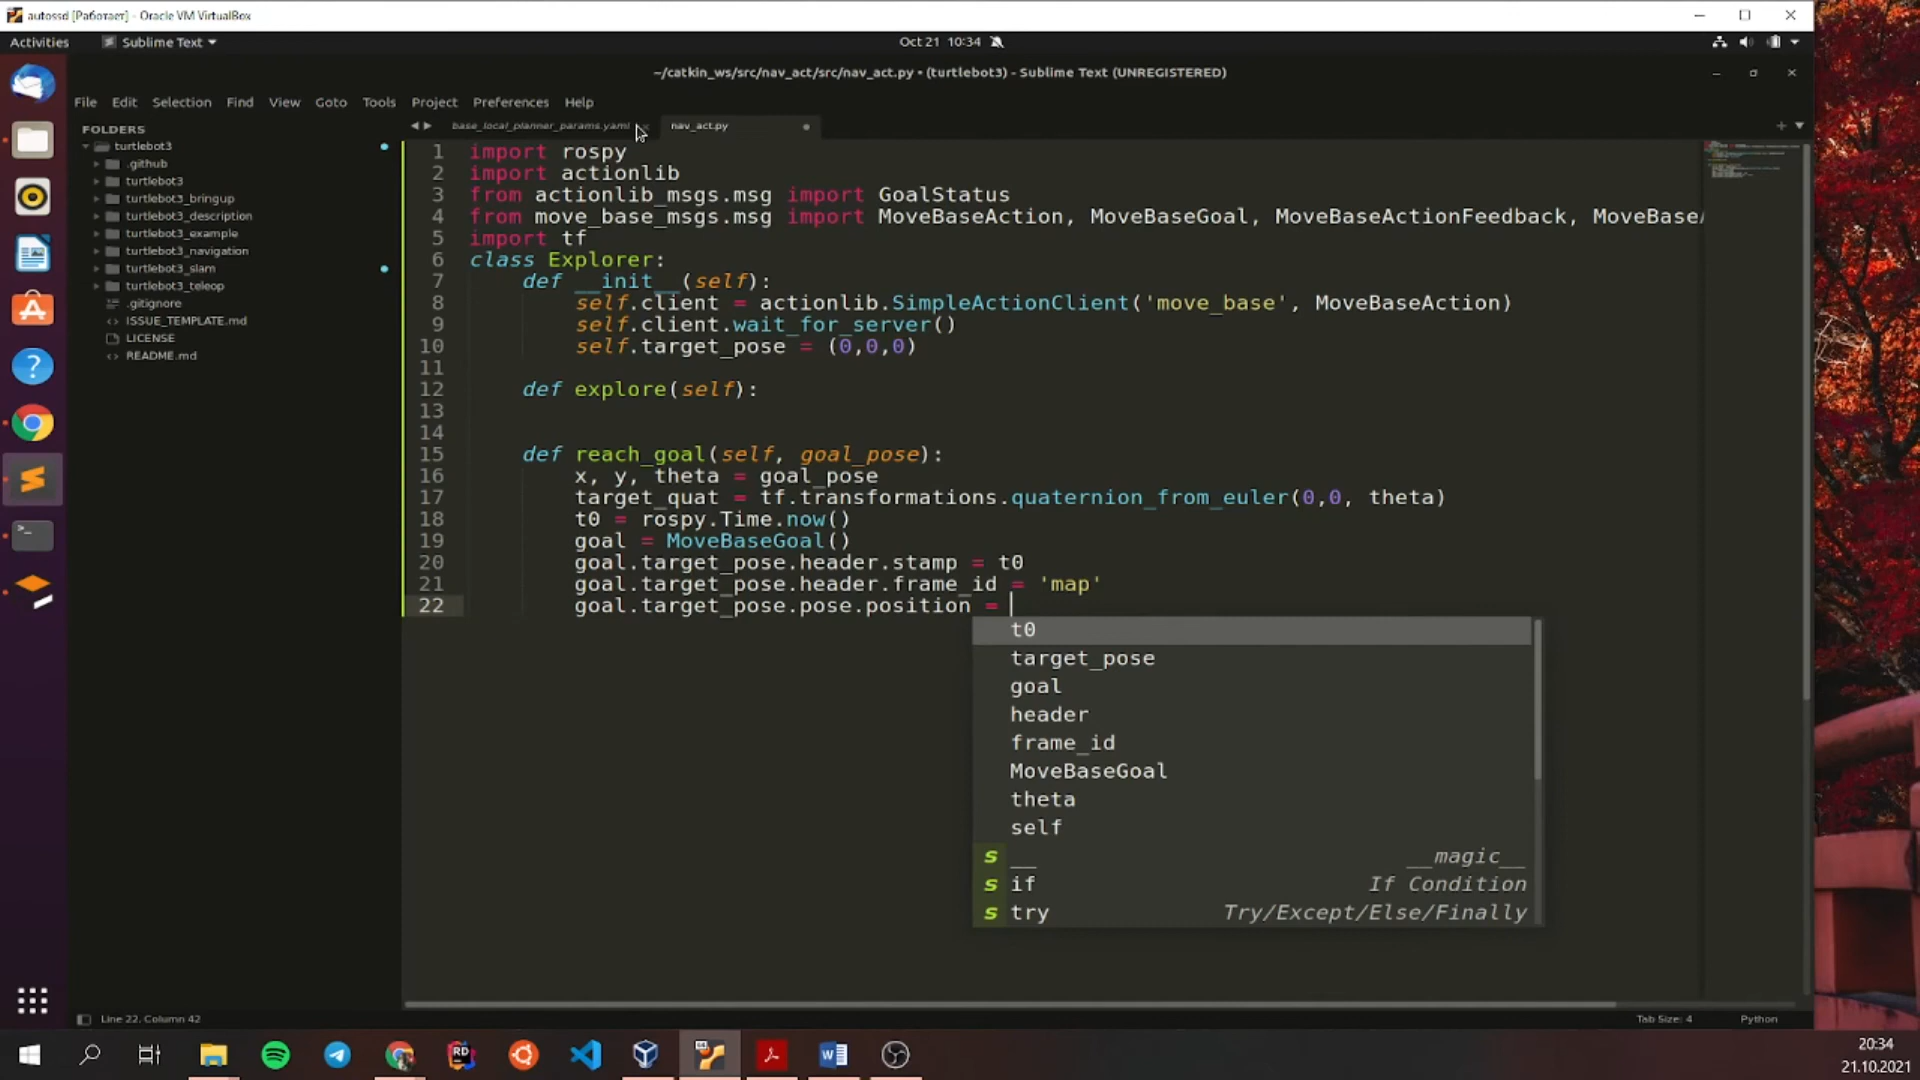 autossd [Работает] - Oracle VM VirtualBox
Activities
Sublime Text
Oct 21 10:34
~/catkin_ws/src/nav_act/src/nav_act.py • (turtlebot3) - Sublime Text (UNREGISTERED)
File Edit Selection Find View Goto Tools Project Preferences Help
FOLDERS
turtlebot3
.github
turtlebot3
turtlebot3_bringup
turtlebot3_description
turtlebot3_example
turtlebot3_navigation
turtlebot3_slam
turtlebot3_teleop
.gitignore
ISSUE_TEMPLATE.md
LICENSE
README.md
base_local_planner_params.yaml
nav_act.py
1 import rospy
2 import actionlib
3 from actionlib_msgs.msg import GoalStatus
4 from move_base_msgs.msg import MoveBaseAction, MoveBaseGoal, MoveBaseActionFeedback, MoveBaseA
5 import tf
6 class Explorer:
7 def __init__(self):
8 self.client = actionlib.SimpleActionClient('move_base', MoveBaseAction)
9 self.client.wait_for_server()
10 self.target_pose = (0,0,0)
11
12 def explore(self):
13
14
15 def reach_goal(self, goal_pose):
16 x, y, theta = goal_pose
17 target_quat = tf.transformations.quaternion_from_euler(0,0, theta)
18 t0 = rospy.Time.now()
19 goal = MoveBaseGoal()
20 goal.target_pose.header.stamp = t0
21 goal.target_pose.header.frame_id = 'map'
22 goal.target_pose.pose.position =
t0
target_pose
goal
header
frame_id
MoveBaseGoal
theta
self
s __ __magic__
s if If Condition
s try Try/Except/Else/Finally
Line 22, Column 42
Tab Size: 4
Python
20:34
21.10.2021